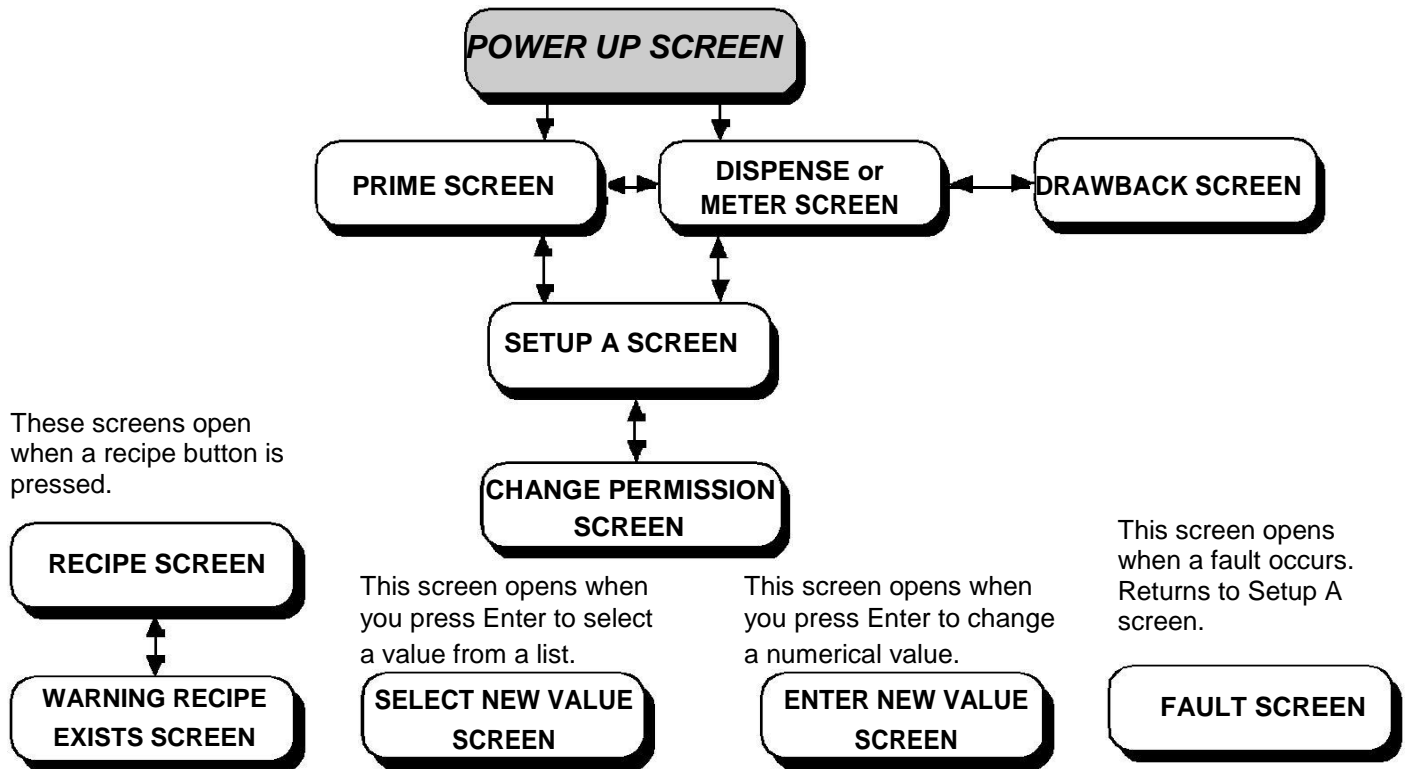 POWER UP SCREEN
PRIME SCREEN
DISPENSE or
METER SCREEN
DRAWBACK SCREEN
SETUP A SCREEN
These screens open
when a recipe button is
pressed.
CHANGE PERMISSION
SCREEN
RECIPE SCREEN
WARNING RECIPE
EXISTS SCREEN
This screen opens when
you press Enter to select
a value from a list.
SELECT NEW VALUE
SCREEN
This screen opens when
you press Enter to change
a numerical value.
ENTER NEW VALUE
SCREEN
This screen opens
when a fault occurs.
Returns to Setup A
screen.
FAULT SCREEN